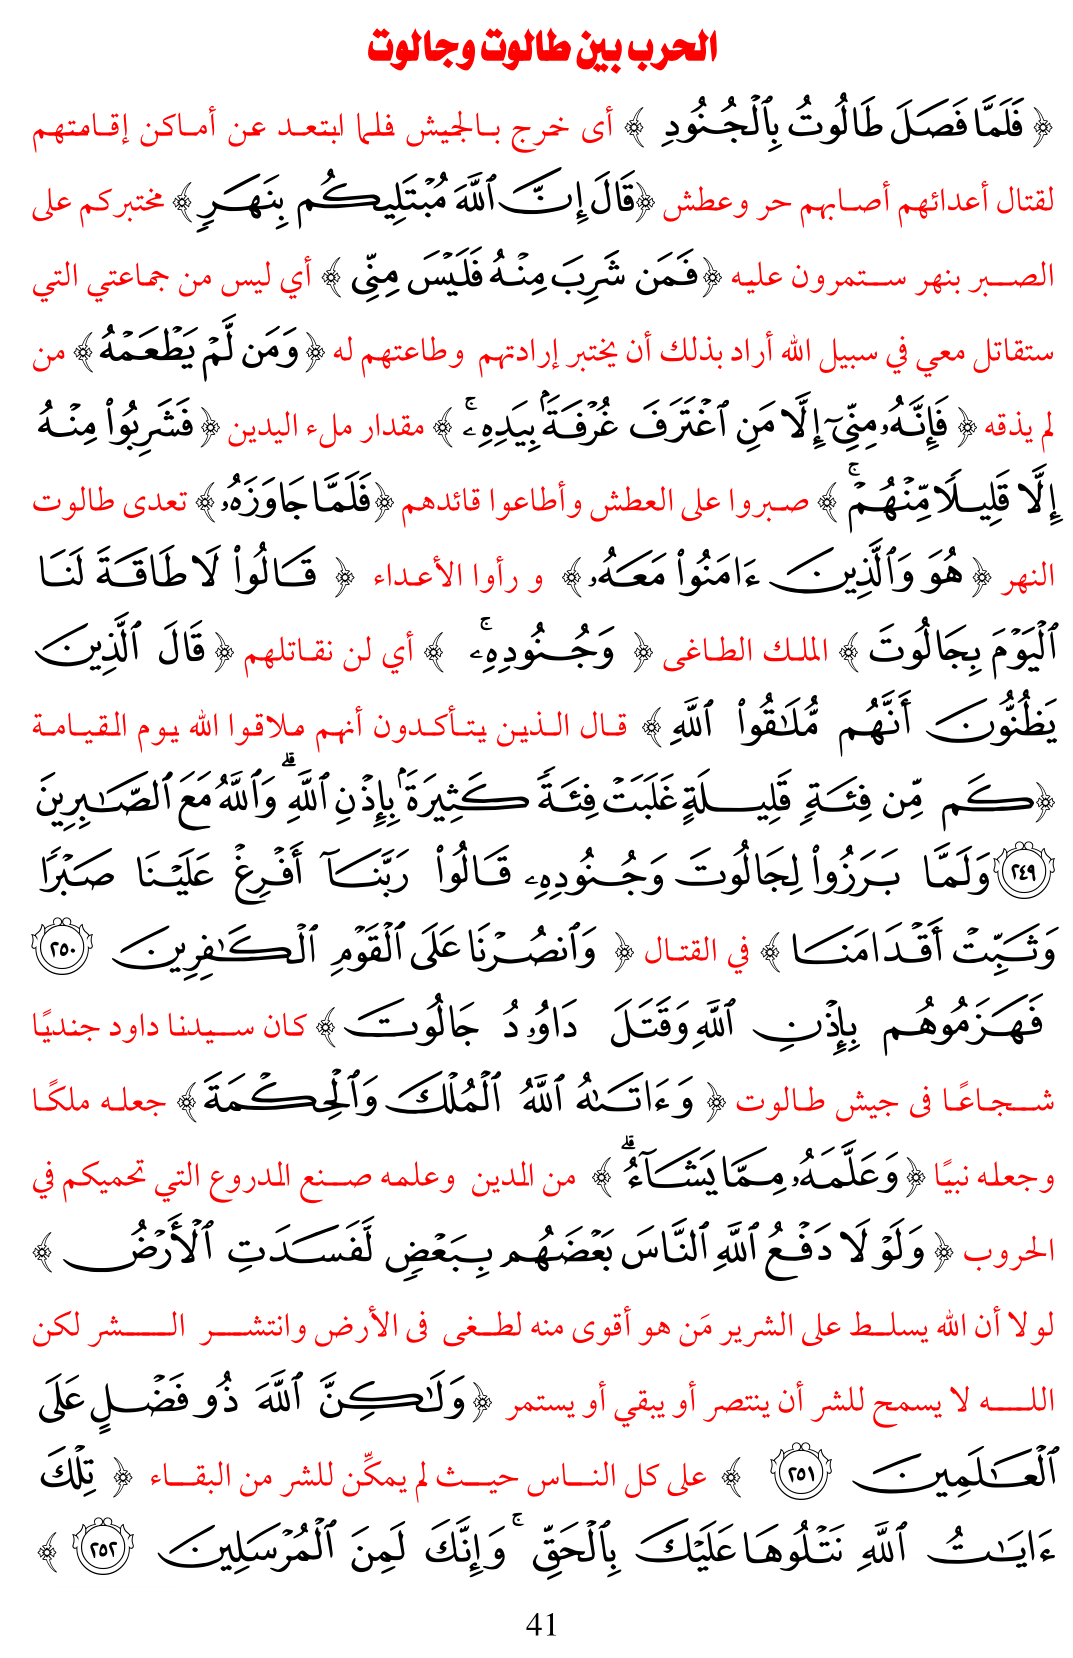 الحرب بين طالوت وجالوت
﴿ فَلَمَّا فَصَلَ طَالُوتُ بِٱلْجُنُودِ ﴾ أى خرج بالجيش فلما ابتعد عن أماكن إقامتهم
لقتال أعدائهم أصابهم حر وعطش ﴿قَالَ إِنَّ ٱللَّهَ مُبْتَلِيكُم بِنَهَرٍ﴾ مختبركم على
الصبر بنهر ستمرون عليه ﴿فَمَن شَرِبَ مِنْهُ فَلَيْسَ مِنِّي ﴾ أي ليس من جماعتي التي
ستقاتل معي في سبيل الله أراد بذلك أن يختبر إرادتهم وطاعتهم له ﴿وَمَن لَّمْ يَطْعَمْهُ﴾ من
لم يذقه ﴿ فَإِنَّهُۥ مِنِّيٓ إِلَّا مَنِ ٱغْتَرَفَ غُرْفَةَۢ بِيَدِهِۦۚ ﴾ مقدار ملء اليدين ﴿فَشَرِبُوا۟ مِنْهُ
إِلَّا قَلِيلًا مِّنْهُمْۚ ﴾ صبروا على العطش وأطاعوا قائدهم ﴿فَلَمَّا جَاوَزَهُۥ﴾ تعدى طالوت
النهر ﴿ هُوَ وَٱلَّذِينَ ءَامَنُوا۟ مَعَهُۥ﴾ و رأوا الأعداء ﴿ قَالُوا۟ لَا طَاقَةَ لَنَا
ٱلْيَوْمَ بِجَالُوتَ ﴾ الملك الطاغى ﴿ وَجُنُودِهِۦۚ ﴾ أي لن نقاتلهم ﴿ قَالَ ٱلَّذِينَ
يَظُنُّونَ أَنَّهُم مُّلَٰقُوا۟ ٱللَّهِ ﴾ قال الذين يتأكدون أنهم ملاقوا الله يوم القيامة
﴿كَم مِّن فِئَةٍ قَلِيلَةٍ غَلَبَتْ فِئَةً كَثِيرَةَۢ بِإِذْنِ ٱللَّهِۗ وَٱللَّهُ مَعَ ٱلصَّٰبِرِينَ
٢٤٩ وَلَمَّا بَرَزُوا۟ لِجَالُوتَ وَجُنُودِهِۦ قَالُوا۟ رَبَّنَآ أَفْرِغْ عَلَيْنَا صَبْرًا
وَثَبِّتْ أَقْدَامَنَا ﴾ في القتال ﴿ وَٱنصُرْنَا عَلَى ٱلْقَوْمِ ٱلْكَٰفِرِينَ ٢٥٠
فَهَزَمُوهُم بِإِذْنِ ٱللَّهِ وَقَتَلَ دَاوُۥدُ جَالُوتَ ﴾ كان سيدنا داود جنديًا
شجاعًا فى جيش طالوت ﴿ وَءَاتَىٰهُ ٱللَّهُ ٱلْمُلْكَ وَٱلْحِكْمَةَ ﴾ جعله ملكًا
وجعله نبيًا ﴿وَعَلَّمَهُۥ مِمَّا يَشَآءُۗ ﴾ من المدين وعلمه صنع المدروع التي تحميكم في
الحروب ﴿ وَلَوْلَا دَفْعُ ٱللَّهِ ٱلنَّاسَ بَعْضَهُم بِبَعْضٍ لَّفَسَدَتِ ٱلْأَرْضُ ﴾
لولا أن الله يسلط على الشرير مَن هو أقوى منه لطغى فى الأرض وانتشر الشر لكن
الله لا يسمح للشر أن ينتصر أو يبقي أو يستمر ﴿وَلَٰكِنَّ ٱللَّهَ ذُو فَضْلٍ عَلَى
ٱلْعَٰلَمِينَ ٢٥١ ﴾ على كل الناس حيث لم يمكِّن للشر من البقاء ﴿ تِلْكَ
ءَايَٰتُ ٱللَّهِ نَتْلُوهَا عَلَيْكَ بِٱلْحَقِّۚ وَإِنَّكَ لَمِنَ ٱلْمُرْسَلِينَ ٢٥٢ ﴾
41